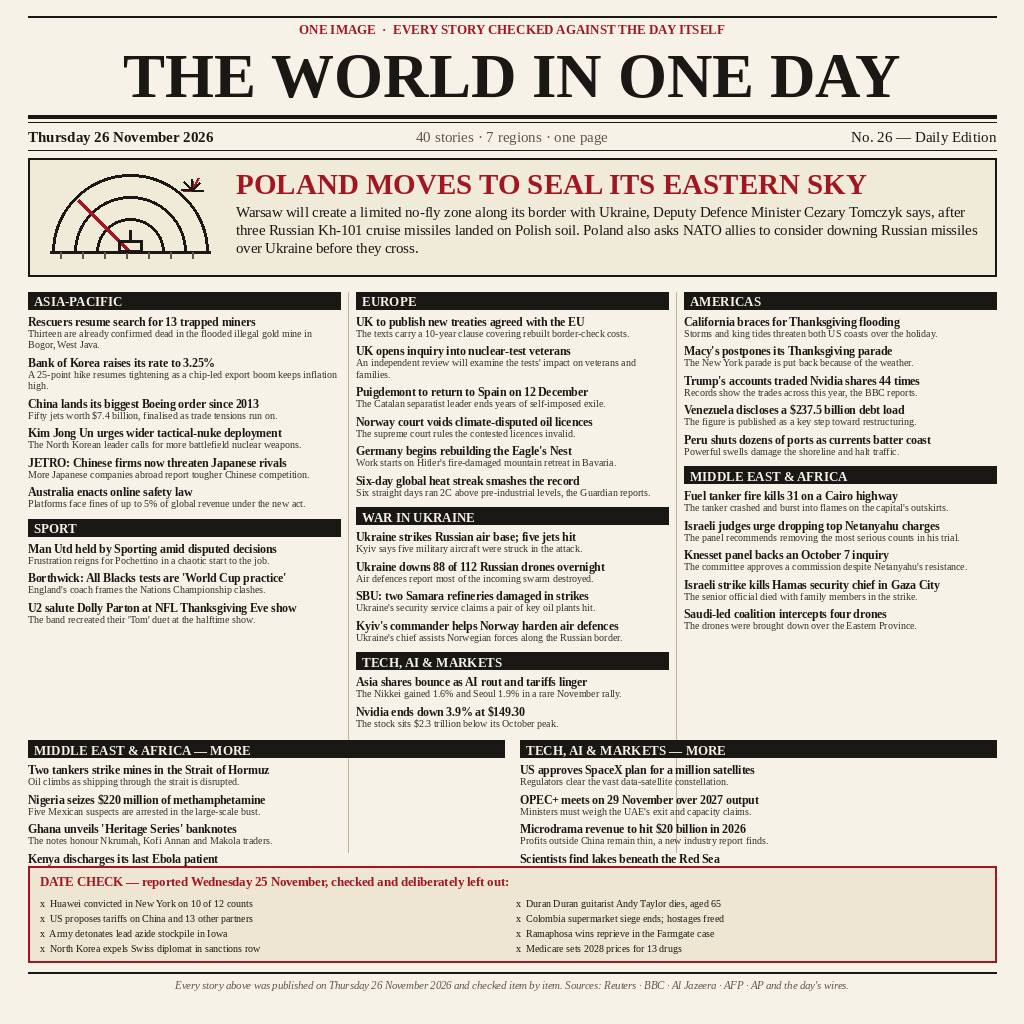 ONE IMAGE · EVERY STORY CHECKED AGAINST THE DAY ITSELF
THE WORLD IN ONE DAY
Thursday 26 November 2026
40 stories · 7 regions · one page
No. 26 — Daily Edition
POLAND MOVES TO SEAL ITS EASTERN SKY
Warsaw will create a limited no-fly zone along its border with Ukraine, Deputy Defence Minister Cezary Tomczyk says, after
three Russian Kh-101 cruise missiles landed on Polish soil. Poland also asks NATO allies to consider downing Russian missiles
over Ukraine before they cross.
ASIA-PACIFIC
Rescuers resume search for 13 trapped miners
Thirteen are already confirmed dead in the flooded illegal gold mine in
Bogor, West Java.
Bank of Korea raises its rate to 3.25%
A 25-point hike resumes tightening as a chip-led export boom keeps inflation
high.
China lands its biggest Boeing order since 2013
Fifty jets worth $7.4 billion, finalised as trade tensions run on.
Kim Jong Un urges wider tactical-nuke deployment
The North Korean leader calls for more battlefield nuclear weapons.
JETRO: Chinese firms now threaten Japanese rivals
More Japanese companies abroad report tougher Chinese competition.
Australia enacts online safety law
Platforms face fines of up to 5% of global revenue under the new act.
SPORT
Man Utd held by Sporting amid disputed decisions
Frustration reigns for Pochettino in a chaotic start to the job.
Borthwick: All Blacks tests are 'World Cup practice'
England's coach frames the Nations Championship clashes.
U2 salute Dolly Parton at NFL Thanksgiving Eve show
The band recreated their 'Tom' duet at the halftime show.
EUROPE
UK to publish new treaties agreed with the EU
The texts carry a 10-year clause covering rebuilt border-check costs.
UK opens inquiry into nuclear-test veterans
An independent review will examine the tests' impact on veterans and
families.
Puigdemont to return to Spain on 12 December
The Catalan separatist leader ends years of self-imposed exile.
Norway court voids climate-disputed oil licences
The supreme court rules the contested licences invalid.
Germany begins rebuilding the Eagle's Nest
Work starts on Hitler's fire-damaged mountain retreat in Bavaria.
Six-day global heat streak smashes the record
Six straight days ran 2C above pre-industrial levels, the Guardian reports.
WAR IN UKRAINE
Ukraine strikes Russian air base; five jets hit
Kyiv says five military aircraft were struck in the attack.
Ukraine downs 88 of 112 Russian drones overnight
Air defences report most of the incoming swarm destroyed.
SBU: two Samara refineries damaged in strikes
Ukraine's security service claims a pair of key oil plants hit.
Kyiv's commander helps Norway harden air defences
Ukraine's chief assists Norwegian forces along the Russian border.
TECH, AI & MARKETS
Asia shares bounce as AI rout and tariffs linger
The Nikkei gained 1.6% and Seoul 1.9% in a rare November rally.
Nvidia ends down 3.9% at $149.30
The stock sits $2.3 trillion below its October peak.
AMERICAS
California braces for Thanksgiving flooding
Storms and king tides threaten both US coasts over the holiday.
Macy's postpones its Thanksgiving parade
The New York parade is put back because of the weather.
Trump's accounts traded Nvidia shares 44 times
Records show the trades across this year, the BBC reports.
Venezuela discloses a $237.5 billion debt load
The figure is published as a key step toward restructuring.
Peru shuts dozens of ports as currents batter coast
Powerful swells damage the shoreline and halt traffic.
MIDDLE EAST & AFRICA
Fuel tanker fire kills 31 on a Cairo highway
The tanker crashed and burst into flames on the capital's outskirts.
Israeli judges urge dropping top Netanyahu charges
The panel recommends removing the most serious counts in his trial.
Knesset panel backs an October 7 inquiry
The committee approves a commission despite Netanyahu's resistance.
Israeli strike kills Hamas security chief in Gaza City
The senior official died with family members in the strike.
Saudi-led coalition intercepts four drones
The drones were brought down over the Eastern Province.
MIDDLE EAST & AFRICA — MORE
Two tankers strike mines in the Strait of Hormuz
Oil climbs as shipping through the strait is disrupted.
Nigeria seizes $220 million of methamphetamine
Five Mexican suspects are arrested in the large-scale bust.
Ghana unveils 'Heritage Series' banknotes
The notes honour Nkrumah, Kofi Annan and Makola traders.
Kenya discharges its last Ebola patient
TECH, AI & MARKETS — MORE
US approves SpaceX plan for a million satellites
Regulators clear the vast data-satellite constellation.
OPEC+ meets on 29 November over 2027 output
Ministers must weigh the UAE's exit and capacity claims.
Microdrama revenue to hit $20 billion in 2026
Profits outside China remain thin, a new industry report finds.
Scientists find lakes beneath the Red Sea
DATE CHECK — reported Wednesday 25 November, checked and deliberately left out:
x Huawei convicted in New York on 10 of 12 counts
x US proposes tariffs on China and 13 other partners
x Army detonates lead azide stockpile in Iowa
x North Korea expels Swiss diplomat in sanctions row
x Duran Duran guitarist Andy Taylor dies, aged 65
x Colombia supermarket siege ends; hostages freed
x Ramaphosa wins reprieve in the Farmgate case
x Medicare sets 2028 prices for 13 drugs
Every story above was published on Thursday 26 November 2026 and checked item by item. Sources: Reuters · BBC · Al Jazeera · AFP · AP and the day's wires.